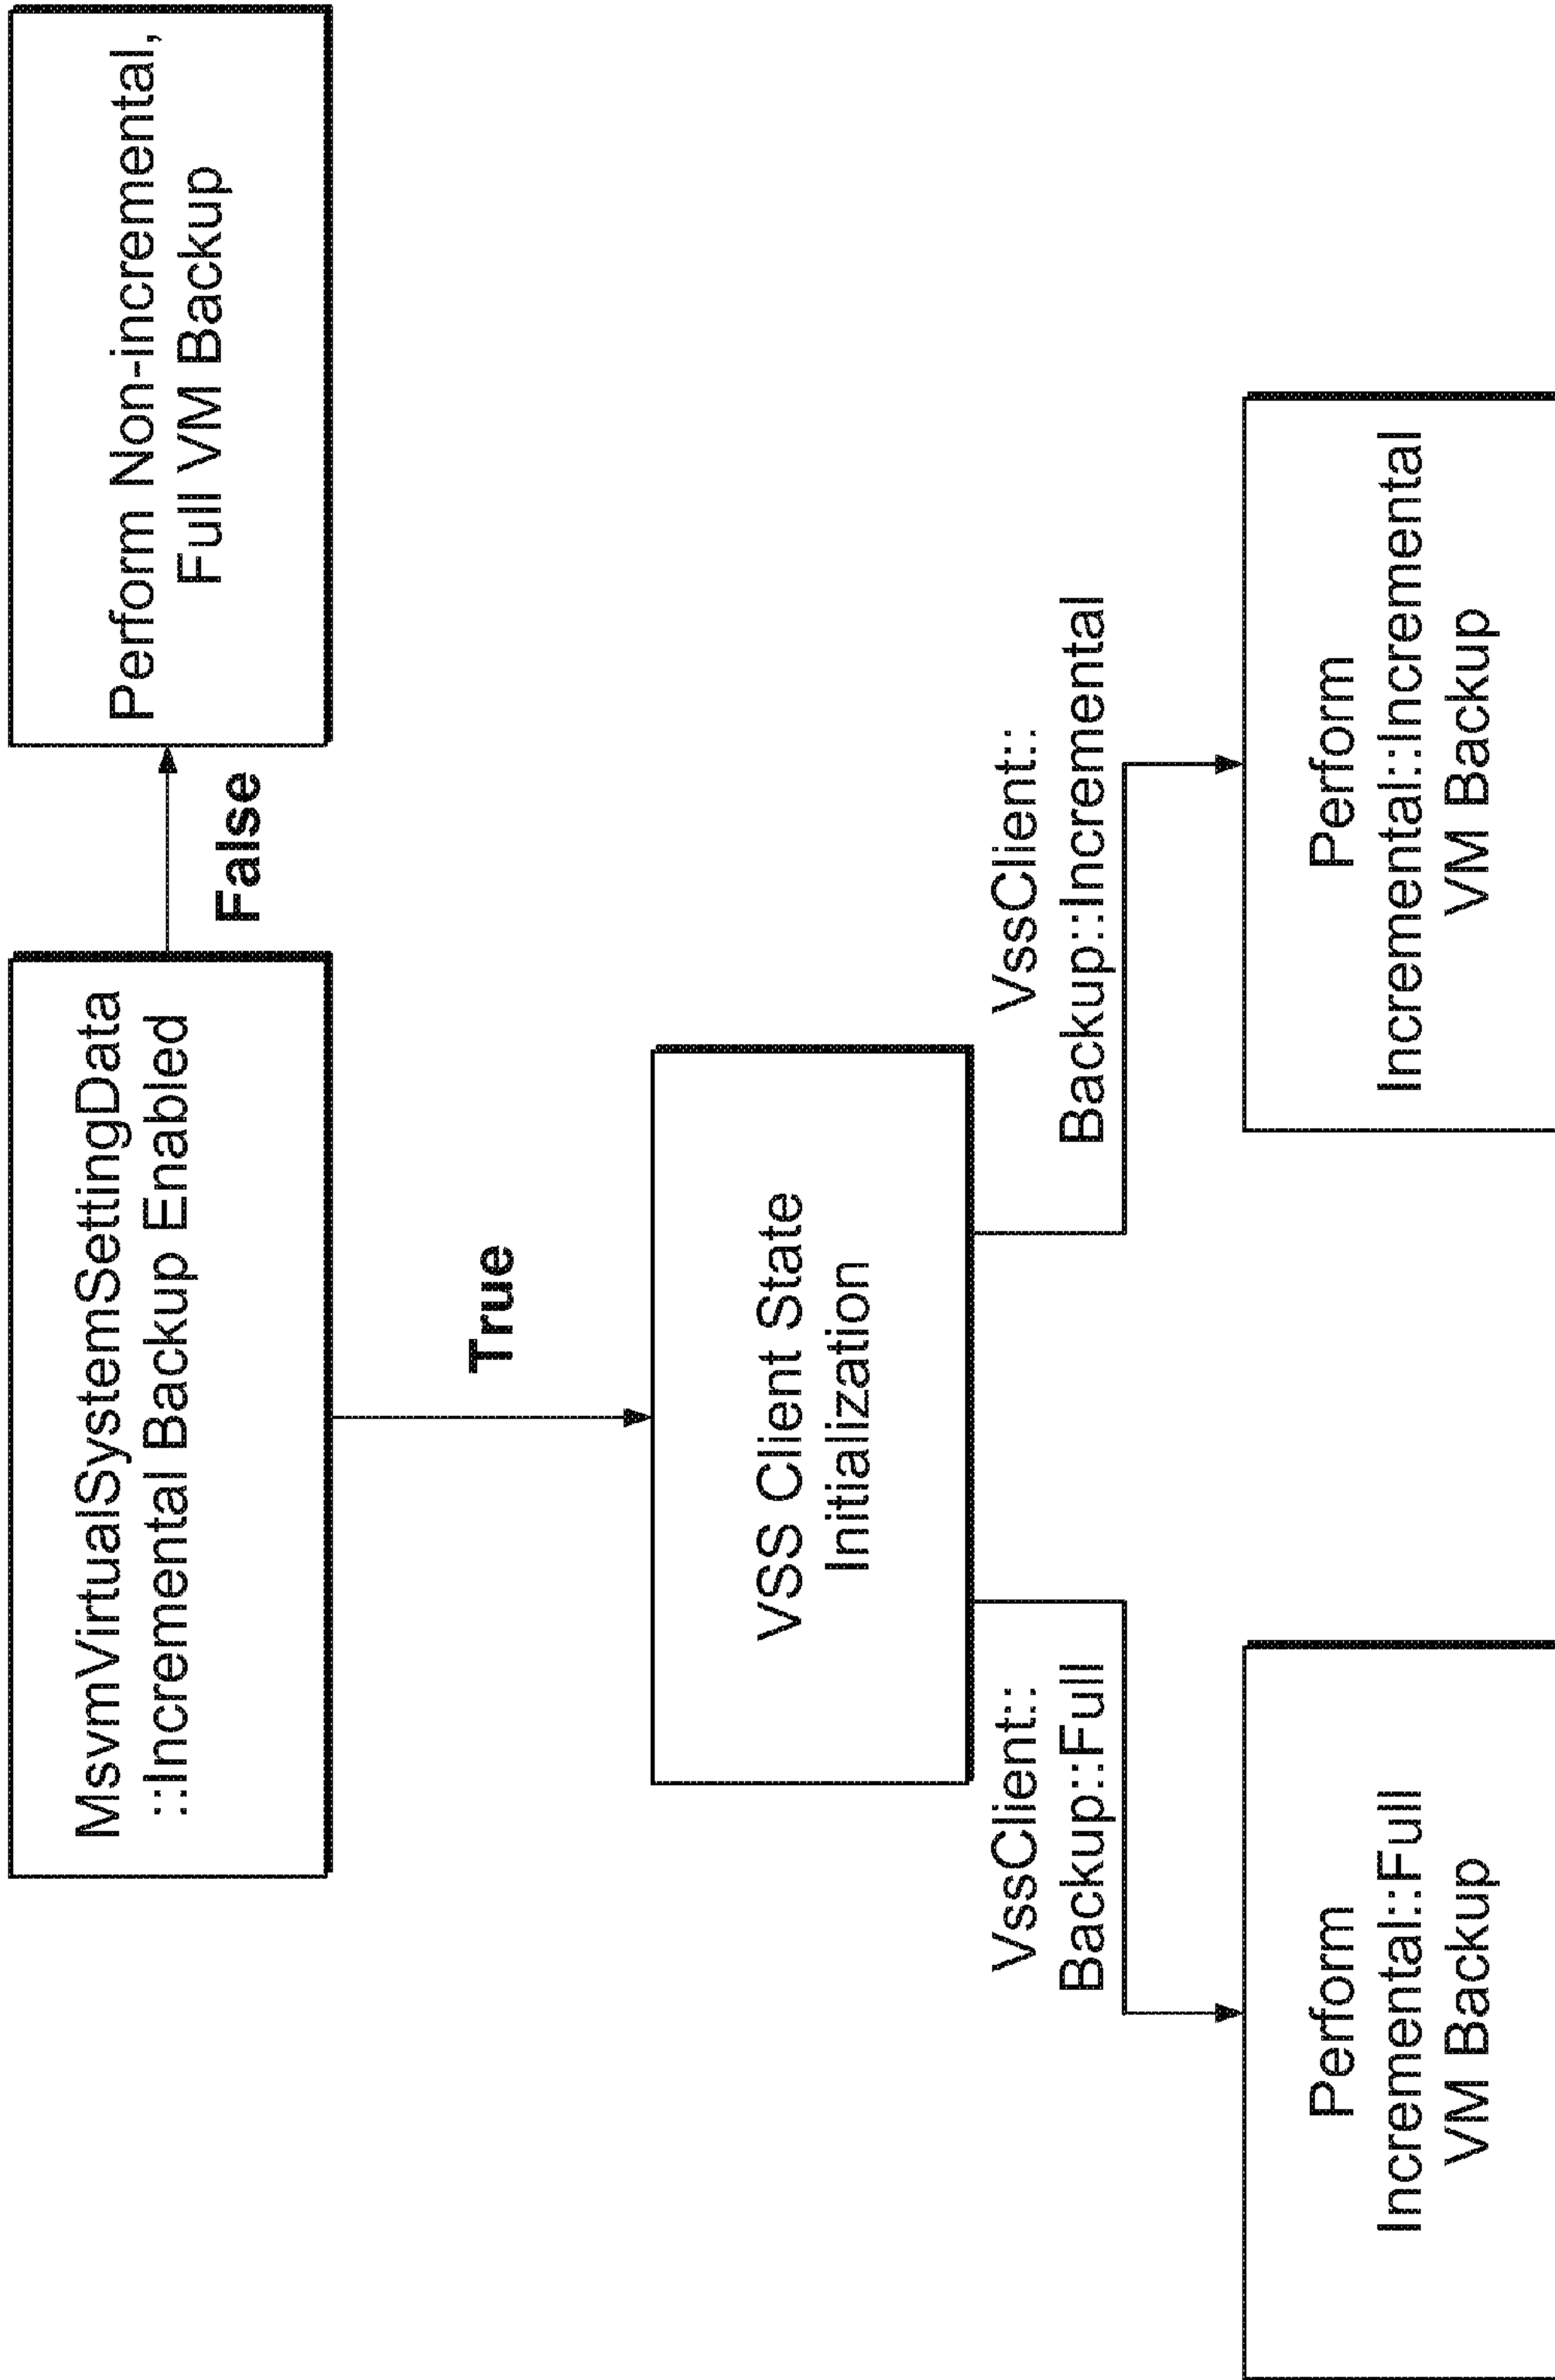 MsvmVirtualSystemSettingData
::Incremental Backup Enabled
False
Perform Non-incremental,
Full VM Backup
True
VSS Client State
Initialization
VssClient::
Backup::Full
VssClient::
Backup::Incremental
Perform
Incremental::Full
VM Backup
Perform
Incremental::Incremental
VM Backup